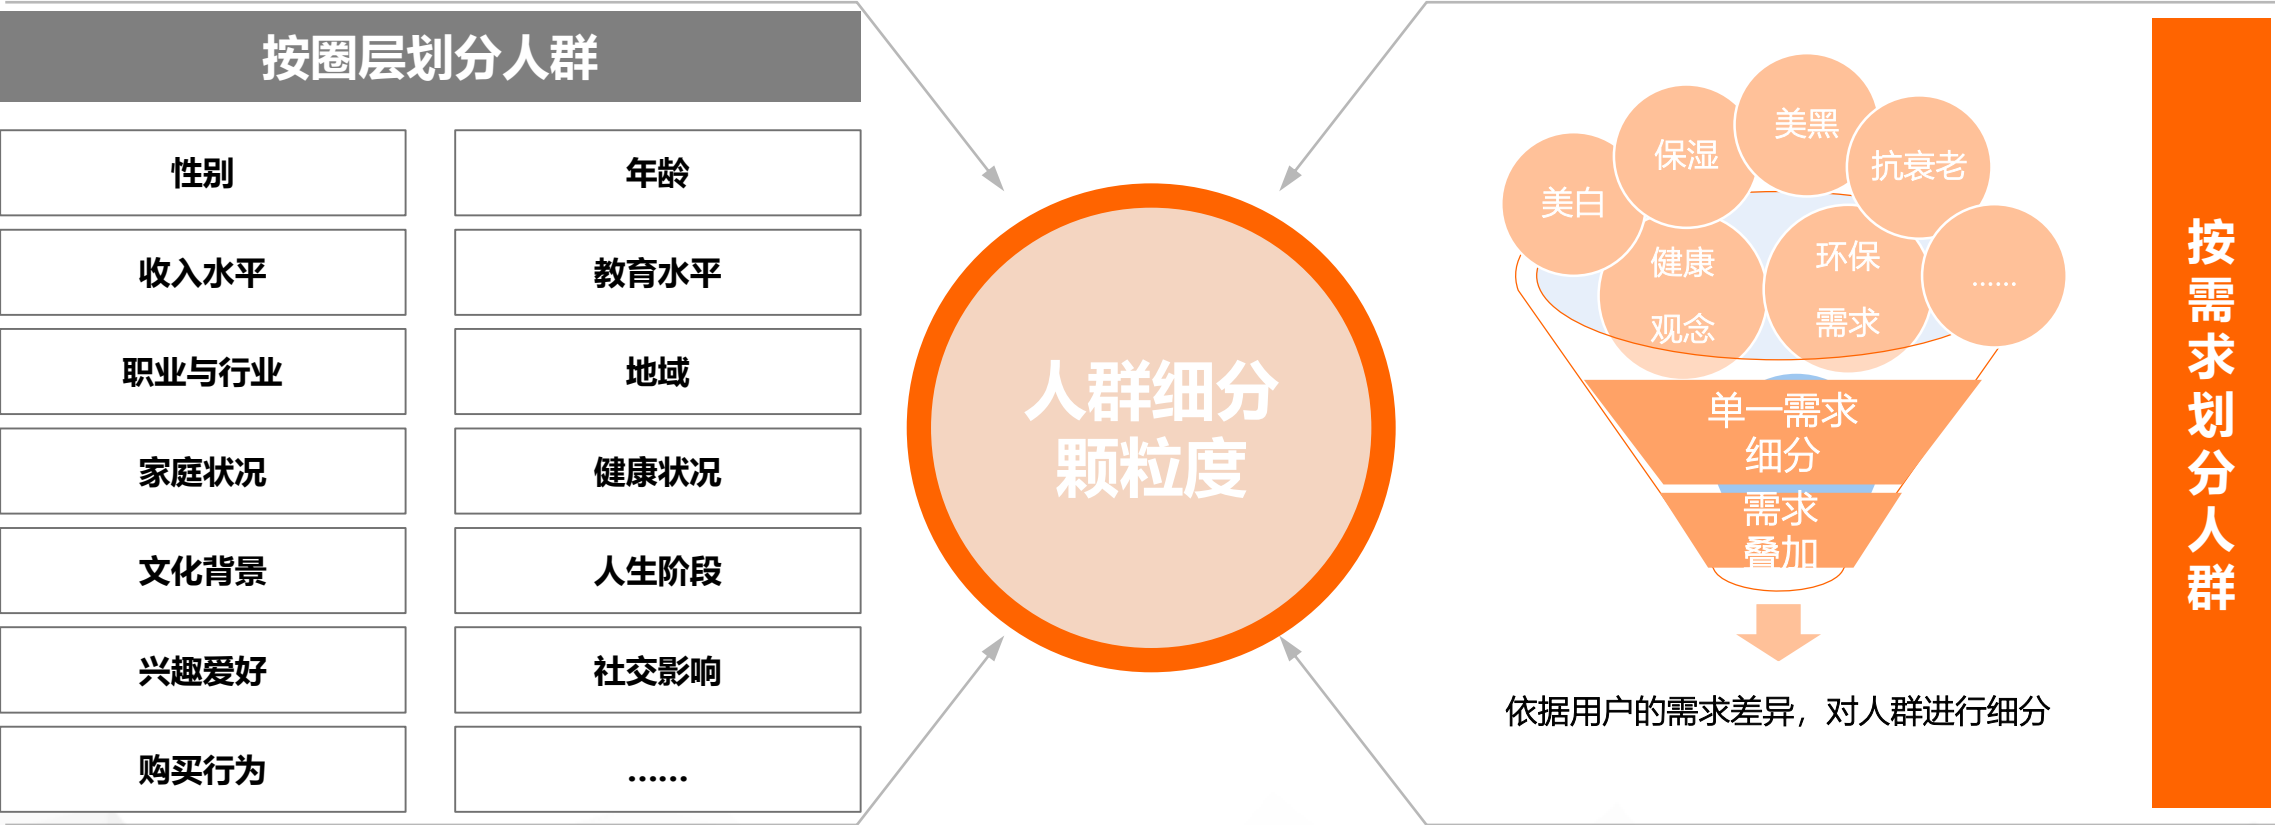 按圈层划分人群
性别
年龄
收入水平
教育水平
职业与行业
地域
家庭状况
健康状况
文化背景
人生阶段
兴趣爱好
社交影响
购买行为
......
人群细分
颗粒度
美白
保湿
美黑
抗衰老
健康
观念
环保
需求
......
单一需求
细分
需求
叠加
依据用户的需求差异，对人群进行细分
按需求划分人群